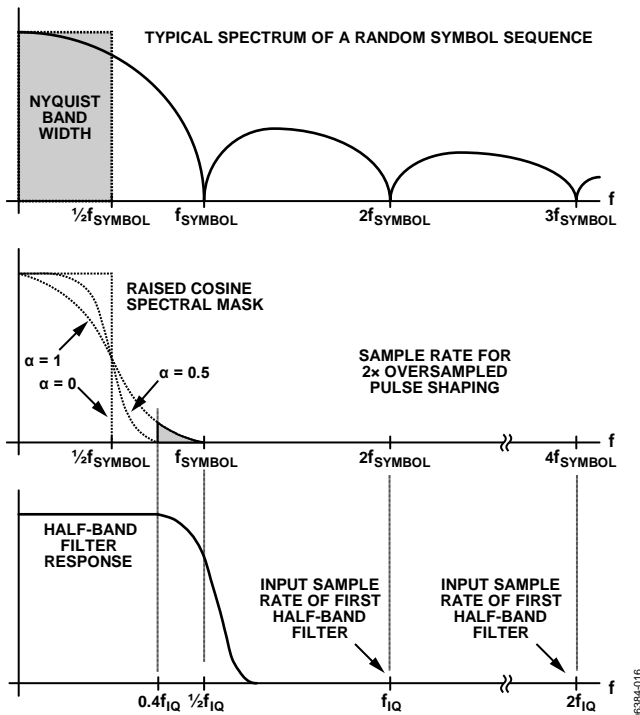 TYPICAL SPECTRUM OF A RANDOM SYMBOL SEQUENCE
NYQUIST
BAND
WIDTH
f
½fSYMBOL
fSYMBOL
2fSYMBOL
3fSYMBOL
RAISED COSINE
SPECTRAL MASK
α = 1
α = 0
α = 0.5
SAMPLE RATE FOR
2× OVERSAMPLED
PULSE SHAPING
f
½fSYMBOL
fSYMBOL
2fSYMBOL
4fSYMBOL
HALF-BAND
FILTER
RESPONSE
INPUT SAMPLE
RATE OF FIRST
HALF-BAND
FILTER
INPUT SAMPLE
RATE OF FIRST
HALF-BAND
FILTER
f
0.4fIQ
½fIQ
fIQ
2fIQ
06384-016